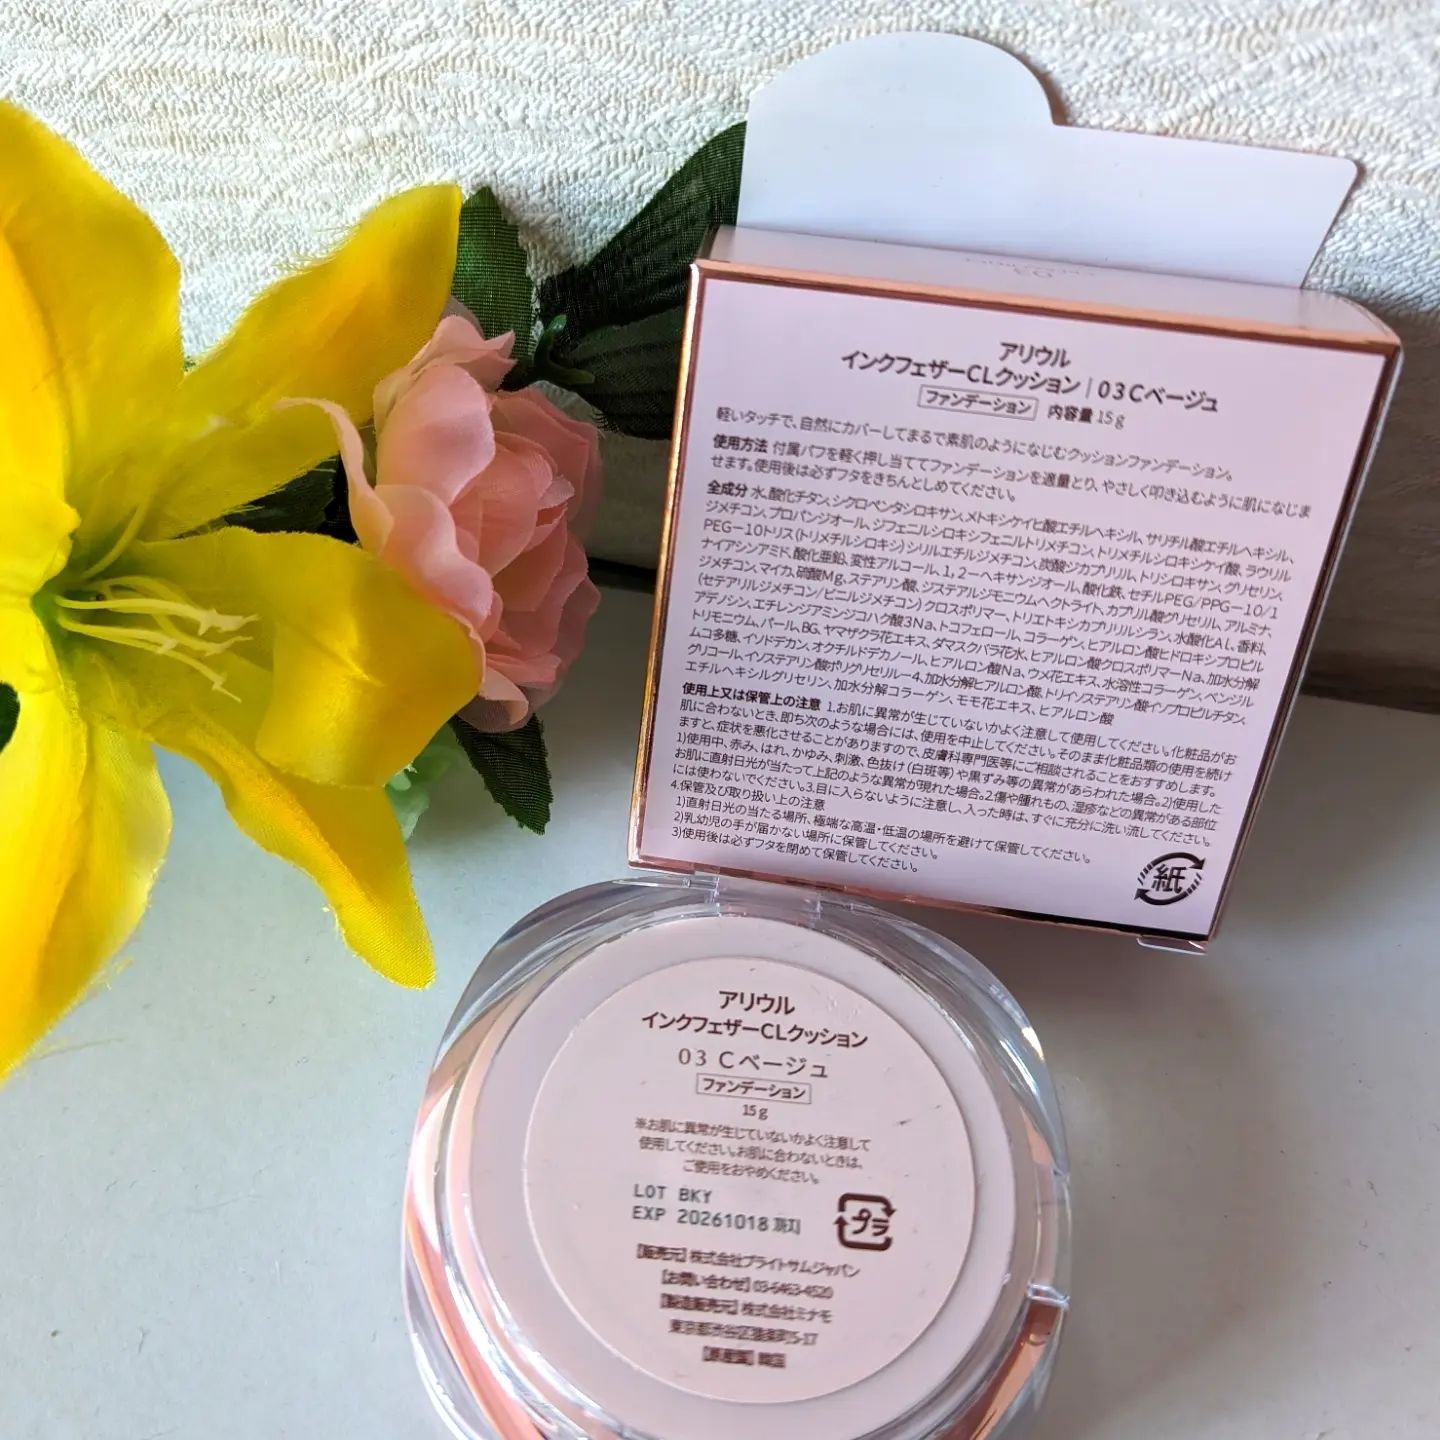 アリウル
インクフェザーCLクッション | 03 Cベージュ
ファンデーション 内容量 15g
軽いタッチで、自然にカバーしてまるで素肌のようになじむクッションファンデーション。
使用方法 付属パフを軽く押し当ててファンデーションを適量とり、やさしく叩き込むように肌になじま
せます。使用後は必ずフタをきちんとしめてください。
全成分 水、酸化チタン、シクロペンタシロキサン、メトキシケイヒ酸エチルヘキシル、サリチル酸エチルヘキシル、
ジメチコン、プロパンジオール、ジフェニルシロキシフェニルトリメチコン、トリメチルシロキシケイ酸、ラウリル
PEG－10トリス(トリメチルシロキシ)シリルエチルジメチコン、炭酸ジカプリリル、トリシロキサン、グリセリン、
ナイアシンアミド、酸化亜鉛、変性アルコール、1，2－ヘキサンジオール、酸化鉄、セチルPEG/PPG－10/1
ジメチコン、マイカ、硫酸Mg、ステアリン酸、ジステアルジモニウムヘクトライト、カプリル酸グリセリル、アルミナ、
(セテアリルジメチコン/ビニルジメチコン)クロスポリマー、トリエトキシカプリリルシラン、水酸化AL、香料、
アデノシン、エチレンジアミンジコハク酸3Na、トコフェロール、コラーゲン、ヒアルロン酸ヒドロキシプロピル
トリモニウム、パール、BG、ヤマザクラ花エキス、ダマスクバラ花水、ヒアルロン酸クロスポリマーNa、加水分解
ムコ多糖、イソドデカン、オクチルドデカノール、ヒアルロン酸Na、ウメ花エキス、水溶性コラーゲン、ベンジル
グリコール、イソステアリン酸ポリグリセリル－4、加水分解ヒアルロン酸、トリイソステアリン酸イソプロピルチタン、
エチルヘキシルグリセリン、加水分解コラーゲン、モモ花エキス、ヒアルロン酸
使用上又は保管上の注意 1.お肌に異常が生じていないかよく注意して使用してください。化粧品がお
肌に合わないとき、即ち次のような場合には、使用を中止してください。そのまま化粧品類の使用を続け
ますと、症状を悪化させることがありますので、皮膚科専門医等にご相談されることをおすすめします。
1)使用中、赤み、はれ、かゆみ、刺激、色抜け(白斑等)や黒ずみ等の異常があらわれた場合。2)使用した
お肌に直射日光が当たって上記のような異常が現れた場合。2.傷や腫れもの、湿疹などの異常がある部位
には使わないでください。3.目に入らないように注意し、入った時は、すぐに充分に洗い流してください。
4.保管及び取り扱い上の注意
1)直射日光の当たる場所、極端な高温・低温の場所を避けて保管してください。
2)乳幼児の手が届かない場所に保管してください。
3)使用後は必ずフタを閉めて保管してください。
紙
アリウル
インクフェザーCLクッション
03 Cベージュ
ファンデーション
15g
※お肌に異常が生じていないかよく注意して
使用してください。お肌に合わないときは、
ご使用をおやめください。
LOT BKY
EXP 20261018 까지
プラ
【販売元】株式会社ブライトサムジャパン
【お問い合わせ】03-6463-4520
【製造販売元】株式会社ミナモ
東京都渋谷区猿楽町5-17
【原産国】韓国